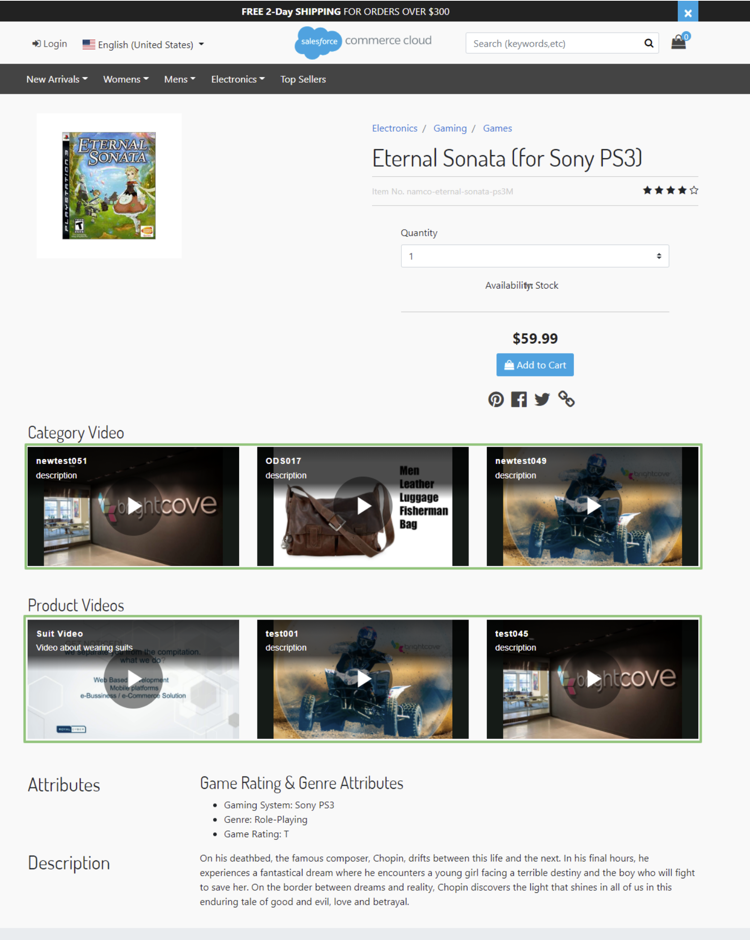 FREE 2-Day SHIPPING FOR ORDERS OVER $300
Login
English (United States)
salesforce commerce cloud
Search (keywords,etc)
0
New Arrivals Womens Mens Electronics Top Sellers
PLAYSTATION 3
ETERNAL SONATA
Electronics / Gaming / Games
Eternal Sonata (for Sony PS3)
Item No. namco-eternal-sonata-ps3M
Quantity
1
Availability: In Stock
$59.99
Add to Cart
Category Video
newtest051
description
brightcove
ODS017
description
Men
Leather
Luggage
Fisherman
Bag
newtest049
description
brightcove
Product Videos
Suit Video
Video about wearing suits
from the compilation.
what we do
Web Based Development
Mobile platforms
e-Bussiness / e-Commerce Solution
test001
description
brightcove
test045
description
brightcove
Attributes
Game Rating & Genre Attributes
Gaming System: Sony PS3
Genre: Role-Playing
Game Rating: T
Description
On his deathbed, the famous composer, Chopin, drifts between this life and the next. In his final hours, he
experiences a fantastical dream where he encounters a young girl facing a terrible destiny and the boy who will fight
to save her. On the border between dreams and reality, Chopin discovers the light that shines in all of us in this
enduring tale of good and evil, love and betrayal.